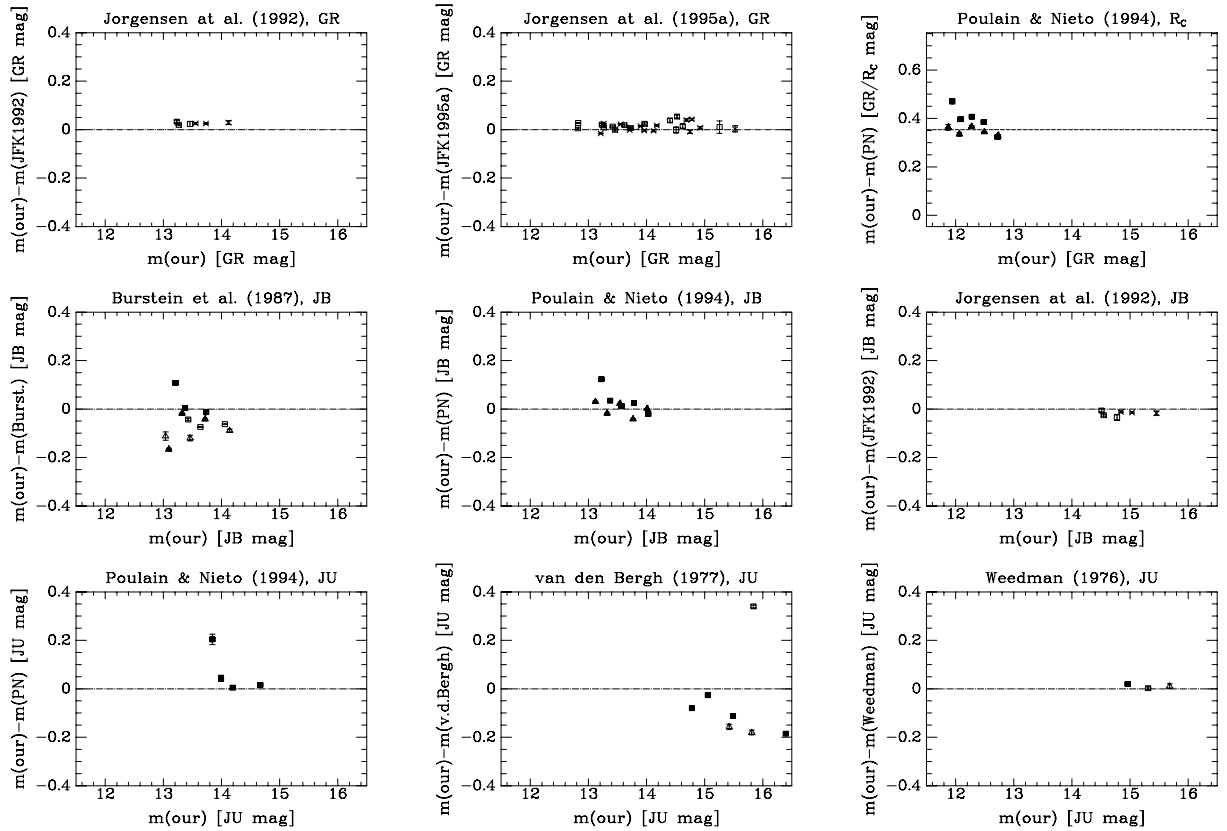 Jorgensen at al. (1992), GR
m(our)−m(JFK1992) [GR mag]
0.4
0.2
0
−0.2
−0.4
12 13 14 15 16
m(our) [GR mag]
Jorgensen at al. (1995a), GR
m(our)−m(JFK1995a) [GR mag]
0.4
0.2
0
−0.2
−0.4
12 13 14 15 16
m(our) [GR mag]
Poulain & Nieto (1994), R_C
m(our)−m(PN) [GR/R_C mag]
0.6
0.4
0.2
0
12 13 14 15 16
m(our) [GR mag]
Burstein et al. (1987), JB
m(our)−m(Burst.) [JB mag]
0.4
0.2
0
−0.2
−0.4
12 13 14 15 16
m(our) [JB mag]
Poulain & Nieto (1994), JB
m(our)−m(PN) [JB mag]
0.4
0.2
0
−0.2
−0.4
12 13 14 15 16
m(our) [JB mag]
Jorgensen at al. (1992), JB
m(our)−m(JFK1992) [JB mag]
0.4
0.2
0
−0.2
−0.4
12 13 14 15 16
m(our) [JB mag]
Poulain & Nieto (1994), JU
m(our)−m(PN) [JU mag]
0.4
0.2
0
−0.2
−0.4
12 13 14 15 16
m(our) [JU mag]
van den Bergh (1977), JU
m(our)−m(v.d.Bergh) [JU mag]
0.4
0.2
0
−0.2
−0.4
12 13 14 15 16
m(our) [JU mag]
Weedman (1976), JU
m(our)−m(Weedman) [JU mag]
0.4
0.2
0
−0.2
−0.4
12 13 14 15 16
m(our) [JU mag]